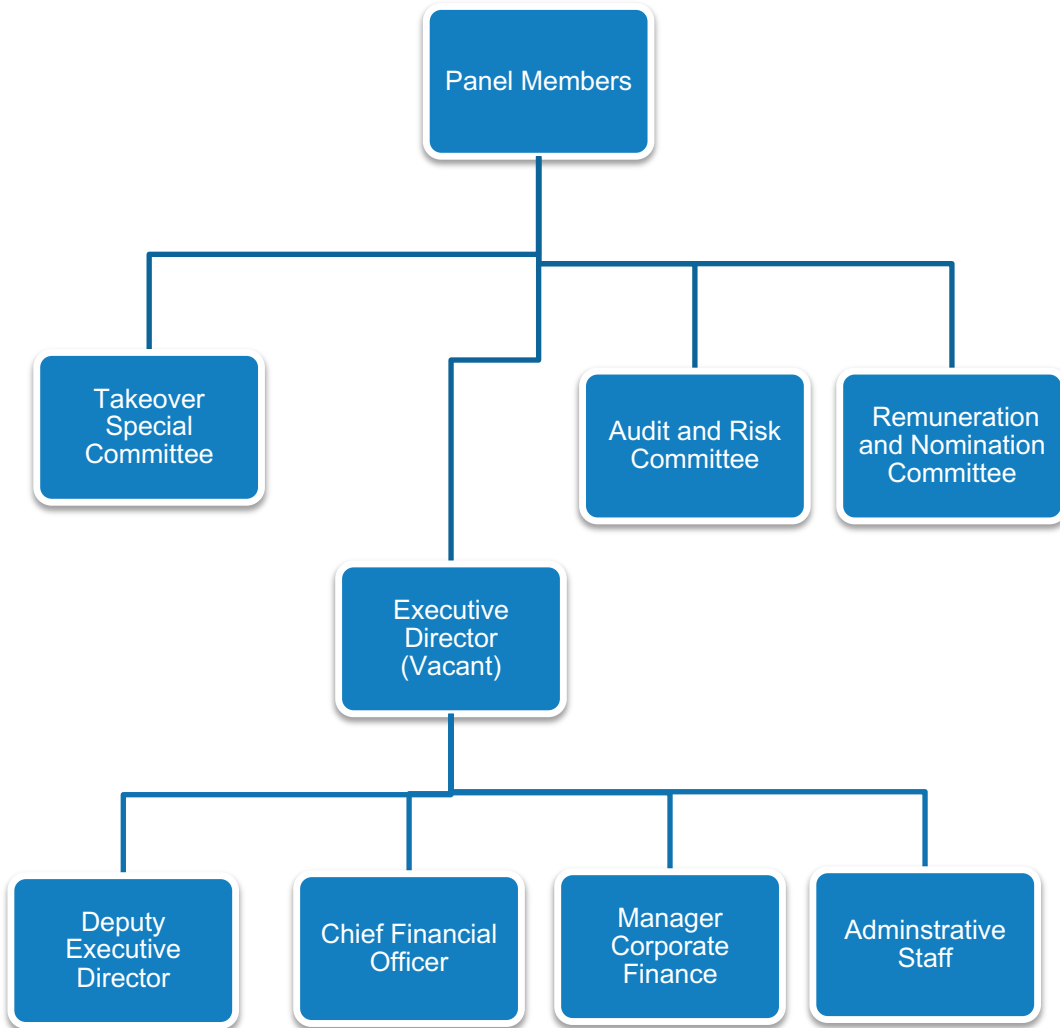 Panel Members
Takeover
Special
Committee
Audit and Risk
Committee
Remuneration
and Nomination
Committee
Executive
Director
(Vacant)
Deputy
Executive
Director
Chief Financial
Officer
Manager
Corporate
Finance
Adminstrative
Staff